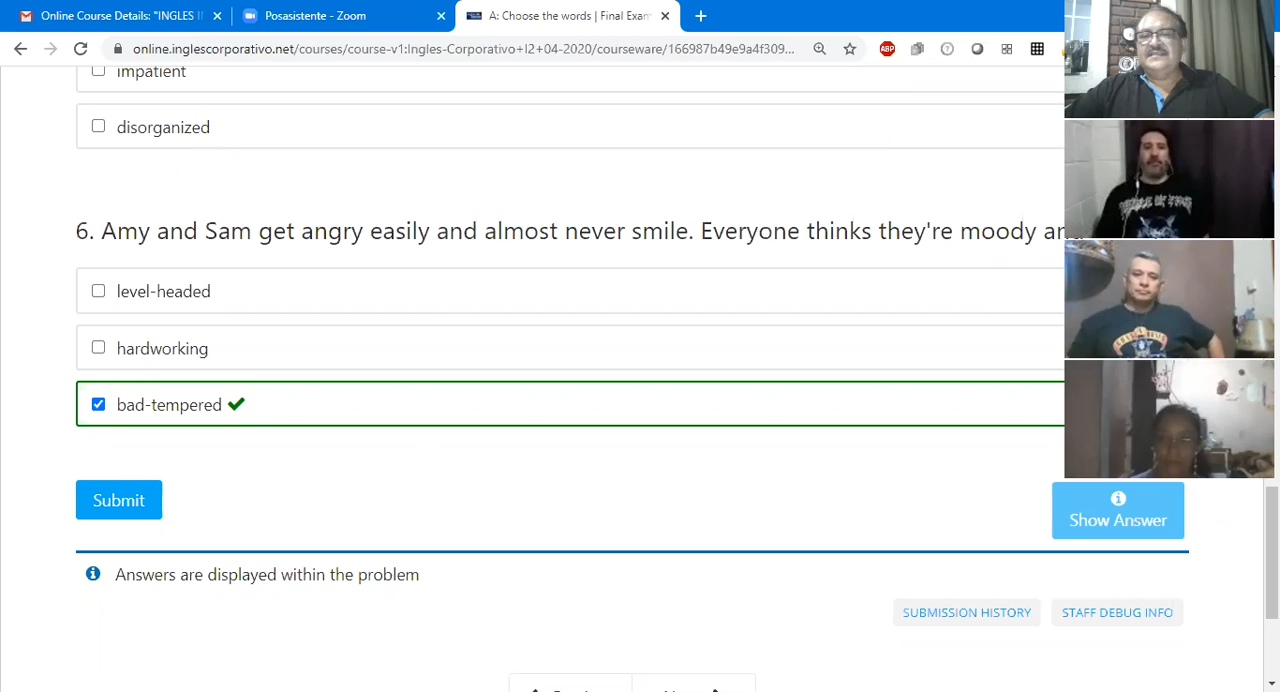 Online Course Details: "INGLES I
Posasistente - Zoom
A: Choose the words | Final Exam
online.inglescorporativo.net/courses/course-v1:Ingles-Corporativo+I2+04-2020/courseware/166987b49e9a4f309...
ABP
impatient
disorganized
6. Amy and Sam get angry easily and almost never smile. Everyone thinks they're moody an
level-headed
hardworking
bad-tempered
Submit
Show Answer
Answers are displayed within the problem
SUBMISSION HISTORY
STAFF DEBUG INFO